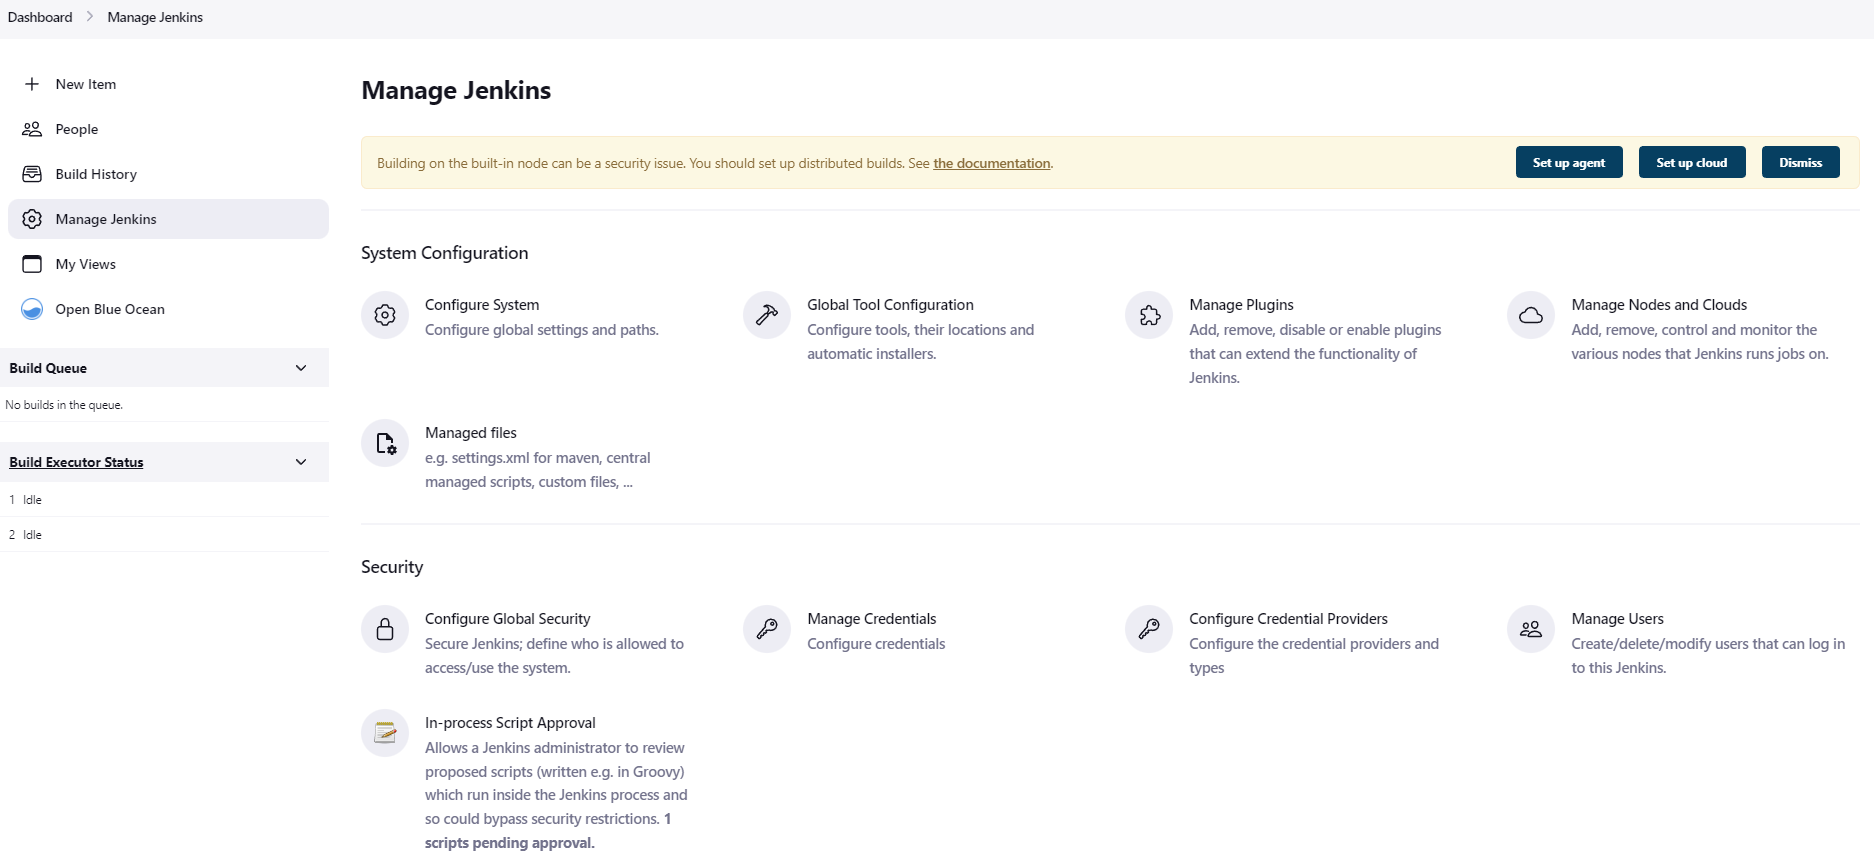 Dashboard
Manage Jenkins
New Item
People
Build History
Manage Jenkins
My Views
Open Blue Ocean
Build Queue
No builds in the queue.
Build Executor Status
1 Idle
2 Idle
Manage Jenkins
Building on the built-in node can be a security issue. You should set up distributed builds. See the documentation.
Set up agent
Set up cloud
Dismiss
System Configuration
Configure System
Configure global settings and paths.
Global Tool Configuration
Configure tools, their locations and
automatic installers.
Manage Plugins
Add, remove, disable or enable plugins
that can extend the functionality of
Jenkins.
Manage Nodes and Clouds
Add, remove, control and monitor the
various nodes that Jenkins runs jobs on.
Managed files
e.g. settings.xml for maven, central
managed scripts, custom files, ...
Security
Configure Global Security
Secure Jenkins; define who is allowed to
access/use the system.
Manage Credentials
Configure credentials
Configure Credential Providers
Configure the credential providers and
types
Manage Users
Create/delete/modify users that can log in
to this Jenkins.
In-process Script Approval
Allows a Jenkins administrator to review
proposed scripts (written e.g. in Groovy)
which run inside the Jenkins process and
so could bypass security restrictions. 1
scripts pending approval.